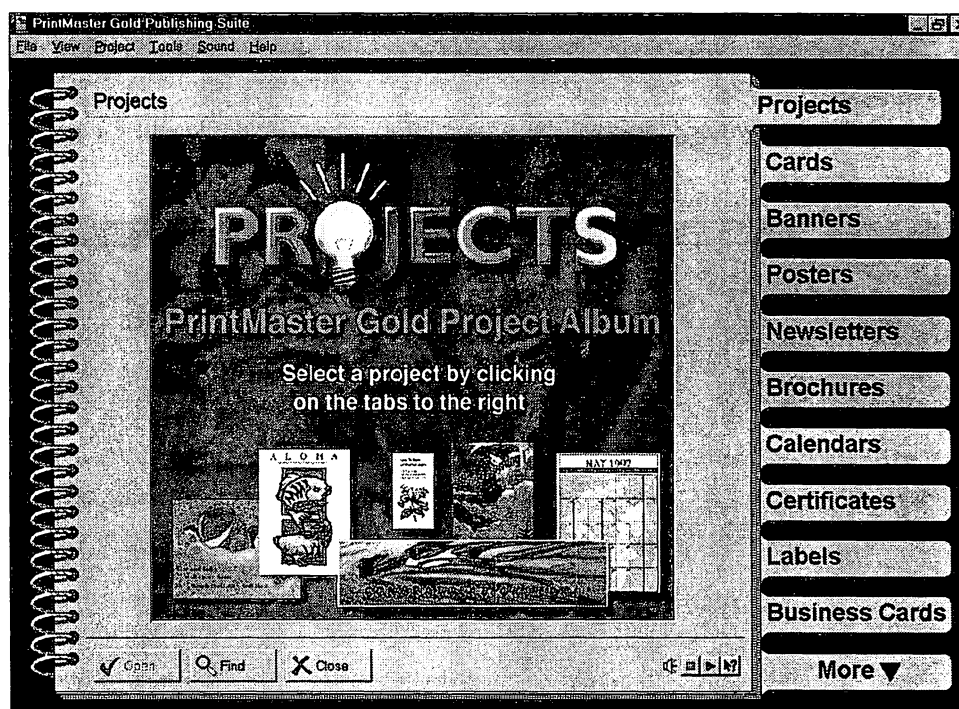 PrintMaster Gold Publishing Suite
File View Project Tools Sound Help
Projects
PROJECTS
PrintMaster Gold Project Album
Select a project by clicking
on the tabs to the right
ALOHA
MAY 1997
Open Find Close
Projects
Cards
Banners
Posters
Newsletters
Brochures
Calendars
Certificates
Labels
Business Cards
More